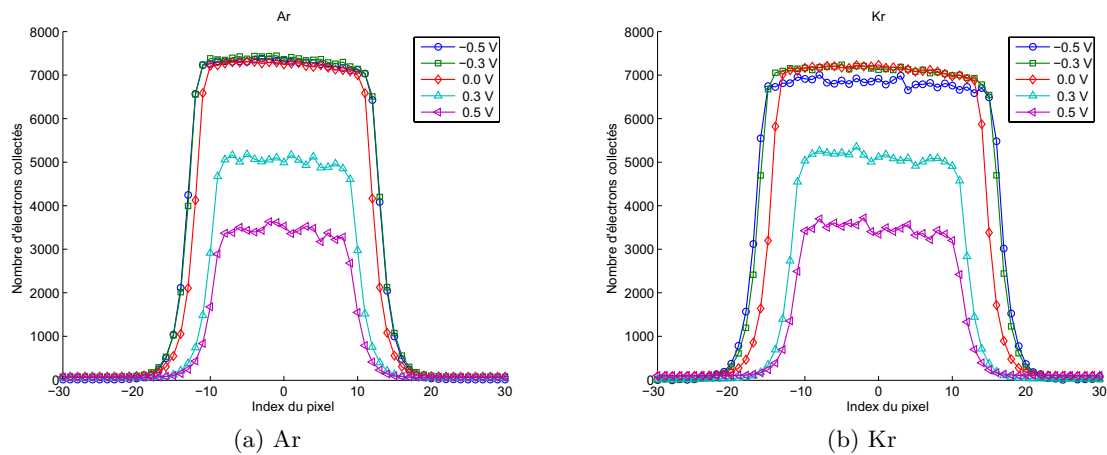 Ar
8000
7000
6000
5000
4000
3000
2000
1000
0
−30
−20
−10
0
10
20
30
Nombre d'électrons collectés
Index du pixel
−0.5 V
−0.3 V
0.0 V
0.3 V
0.5 V
(a) Ar
Kr
8000
7000
6000
5000
4000
3000
2000
1000
0
−30
−20
−10
0
10
20
30
Nombre d'électrons collectés
Index du pixel
−0.5 V
−0.3 V
0.0 V
0.3 V
0.5 V
(b) Kr